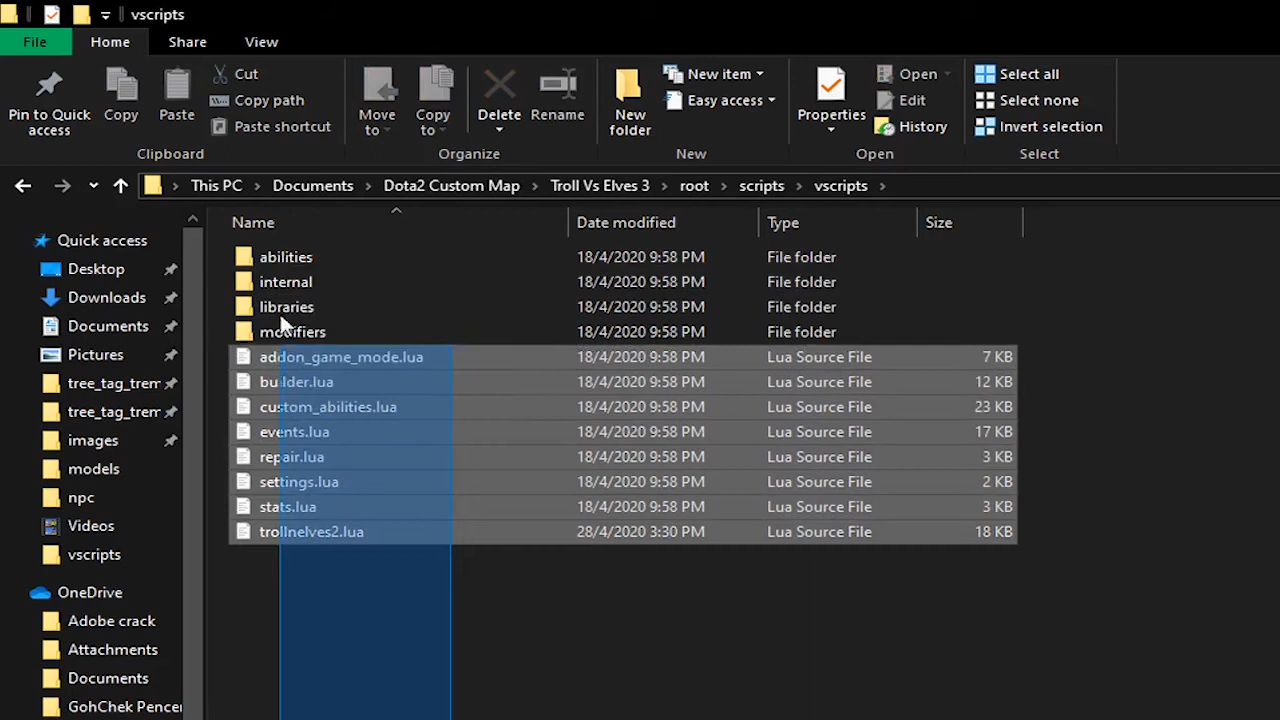 vscripts
File Home Share View
Pin to Quick access
Copy
Paste
Cut
Copy path
Paste shortcut
Clipboard
Move to
Copy to
Delete
Rename
Organize
New folder
New item
Easy access
New
Properties
Open
Edit
History
Open
Select all
Select none
Invert selection
Select
This PC Documents Dota2 Custom Map Troll Vs Elves 3 root scripts vscripts
Name Date modified Type Size
Quick access
Desktop
Downloads
Documents
Pictures
tree_tag_trem
tree_tag_trem
images
models
npc
Videos
vscripts
OneDrive
Adobe crack
Attachments
Documents
GohChek Pencer
abilities 18/4/2020 9:58 PM File folder
internal 18/4/2020 9:58 PM File folder
libraries 18/4/2020 9:58 PM File folder
modifiers 18/4/2020 9:58 PM File folder
addon_game_mode.lua 18/4/2020 9:58 PM Lua Source File 7 KB
builder.lua 18/4/2020 9:58 PM Lua Source File 12 KB
custom_abilities.lua 18/4/2020 9:58 PM Lua Source File 23 KB
events.lua 18/4/2020 9:58 PM Lua Source File 17 KB
repair.lua 18/4/2020 9:58 PM Lua Source File 3 KB
settings.lua 18/4/2020 9:58 PM Lua Source File 2 KB
stats.lua 18/4/2020 9:58 PM Lua Source File 3 KB
trollnelves2.lua 28/4/2020 3:30 PM Lua Source File 18 KB